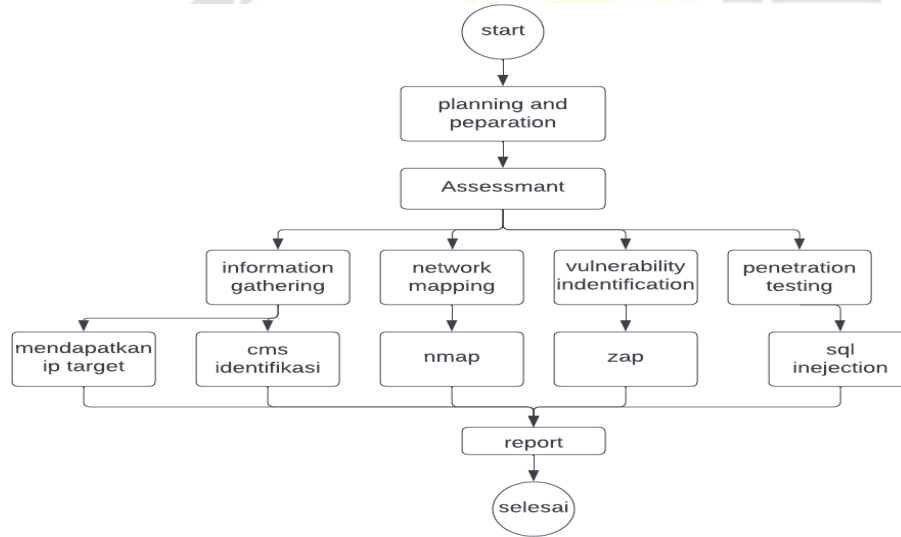 start
planning and
peparation
Assessmant
information
gathering
network
mapping
vulnerability
indentification
penetration
testing
mendapatkan
ip target
cms
identifikasi
nmap
zap
sql
inejection
report
selesai